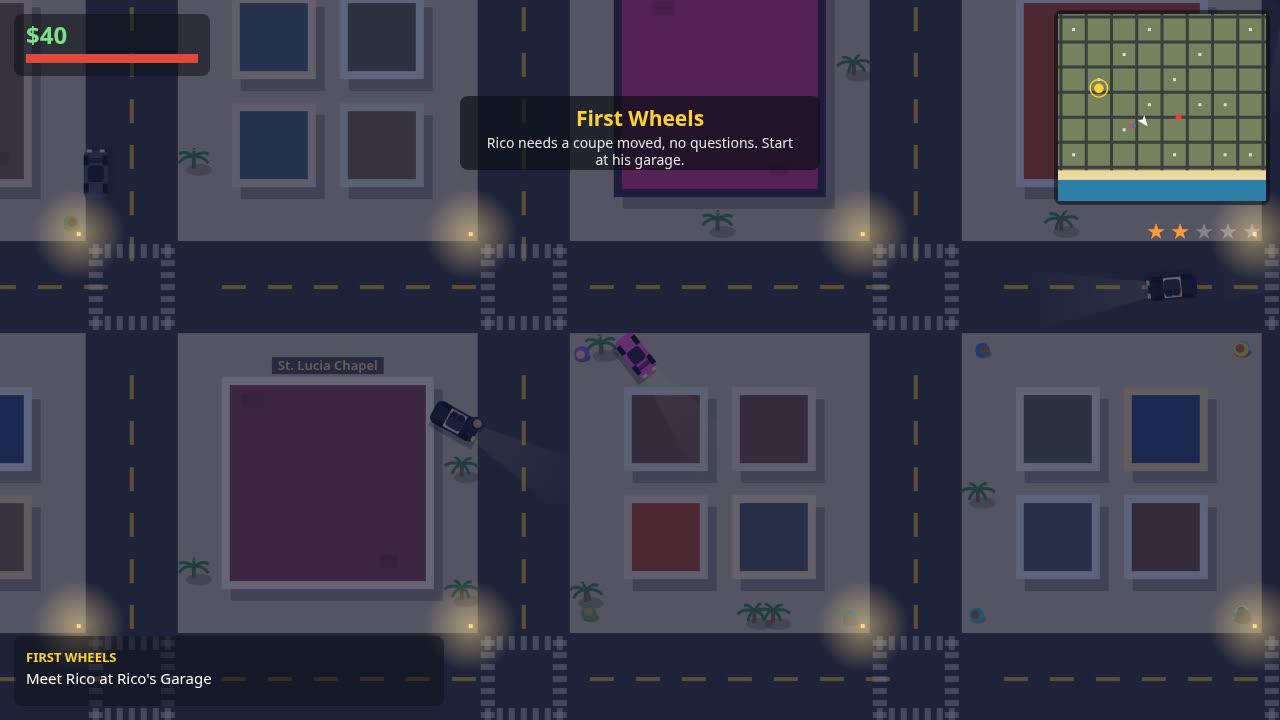 $40
First Wheels
Rico needs a coupe moved, no questions. Start
at his garage.
St. Lucia Chapel
FIRST WHEELS
Meet Rico at Rico's Garage